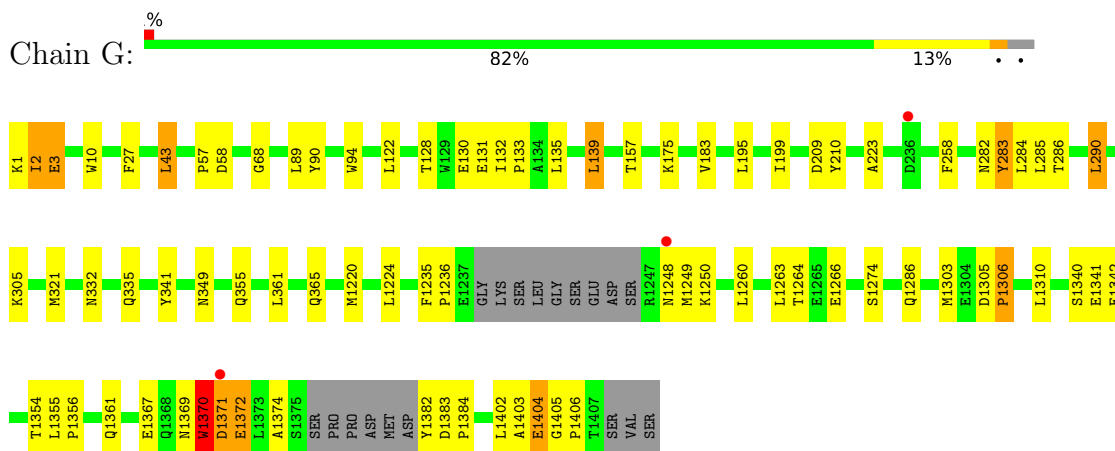 .%
Chain G:
82% 13% • •
K1 I2 E3 W10 F27 L43 P57 D58 G68 L89 Y90 W94 L122 T128 W129 E130 E131 I132 P133 A134 L135 L139 T157 K175 V183 L195 I199 D209 Y210 A223 D236 F258 N282 Y283 L284 L285 T286 L290
K305 M321 N332 Q335 Y341 N349 Q355 L361 Q365 M1220 L1224 F1235 P1236 E1237 GLY LYS SER LEU GLY SER GLU ASP SER R1247 N1248 M1249 K1250 L1260 L1263 T1264 E1265 E1266 S1274 Q1286 M1303 E1304 D1305 P1306 L1310 S1340 E1341 E1342
T1354 L1355 P1356 Q1361 E1367 Q1368 N1369 W1370 D1371 E1372 L1373 A1374 S1375 SER PRO PRO ASP MET ASP Y1382 D1383 P1384 L1402 A1403 E1404 G1405 P1406 T1407 SER VAL SER